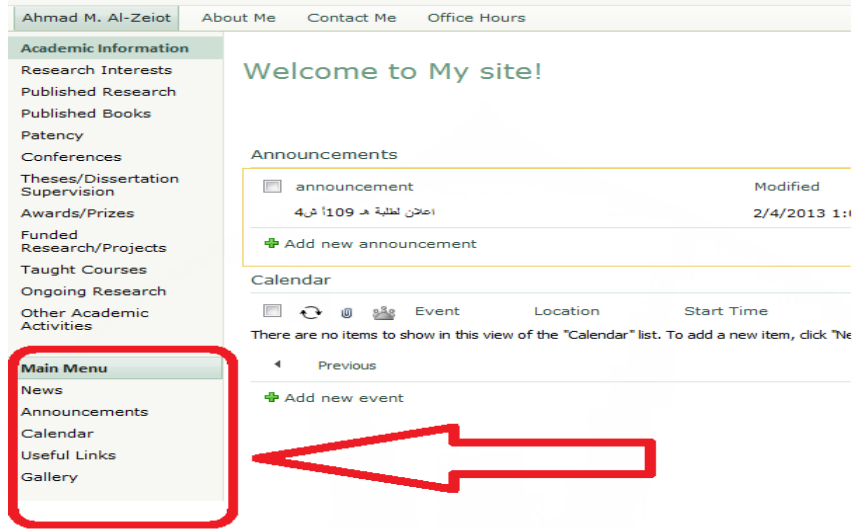 Ahmad M. Al-Zeiot About Me Contact Me Office Hours
Academic Information
Research Interests
Published Research
Published Books
Patency
Conferences
Theses/Dissertation
Supervision
Awards/Prizes
Funded
Research/Projects
Taught Courses
Ongoing Research
Other Academic
Activities
Main Menu
News
Announcements
Calendar
Useful Links
Gallery
Welcome to My site!
Announcements
announcement Modified
اعلان لطلبة هـ 109أ ش4 2/4/2013 1:
Add new announcement
Calendar
Event Location Start Time
There are no items to show in this view of the "Calendar" list. To add a new item, click "Ne
Previous
Add new event